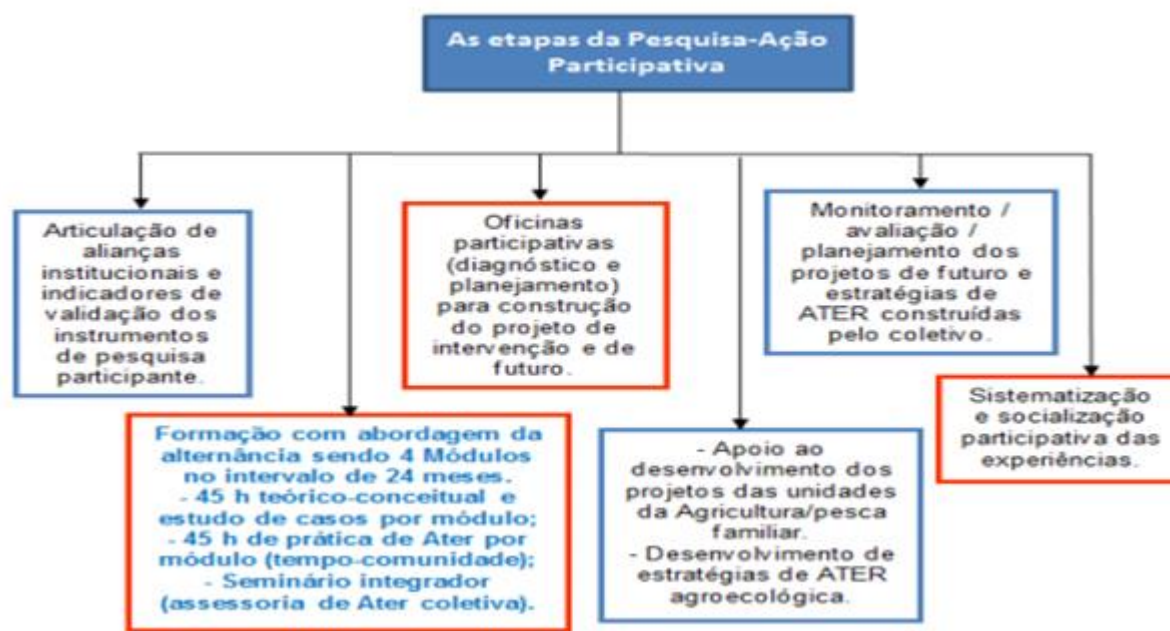 As etapas da Pesquisa-Ação
Participativa
Articulação de
alianças
institucionais e
indicadores de
validação dos
instrumentos
de pesquisa
participante.
Formação com abordagem da
alternância sendo 4 Módulos
no intervalo de 24 meses.
- 45 h teórico-conceitual e
estudo de casos por módulo;
- 45 h de prática de Ater por
módulo (tempo-comunidade);
- Seminário integrador
(assessoria de Ater coletiva).
Oficinas
participativas
(diagnóstico e
planejamento)
para construção
do projeto de
intervenção e de
futuro.
- Apoio ao
desenvolvimento dos
projetos das unidades
da Agricultura/pesca
familiar.
- Desenvolvimento de
estratégias de ATER
agroecológica.
Monitoramento /
avaliação /
planejamento dos
projetos de futuro e
estratégias de
ATER construídas
pelo coletivo.
Sistematização
e socialização
participativa das
experiências.